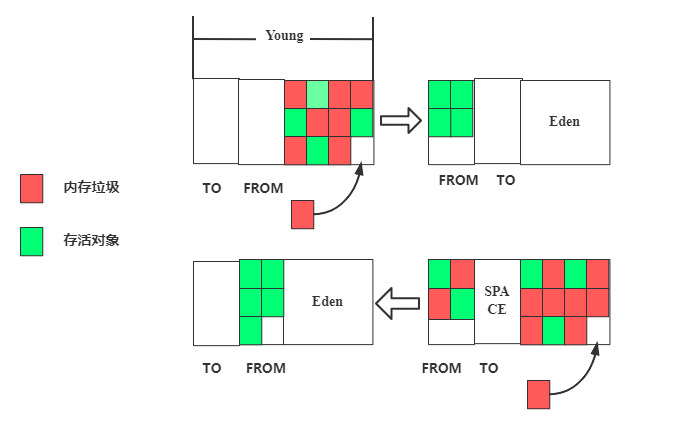 Young
Eden
TO FROM
FROM TO
内存垃圾
存活对象
Eden
SPA
CE
TO FROM
FROM TO